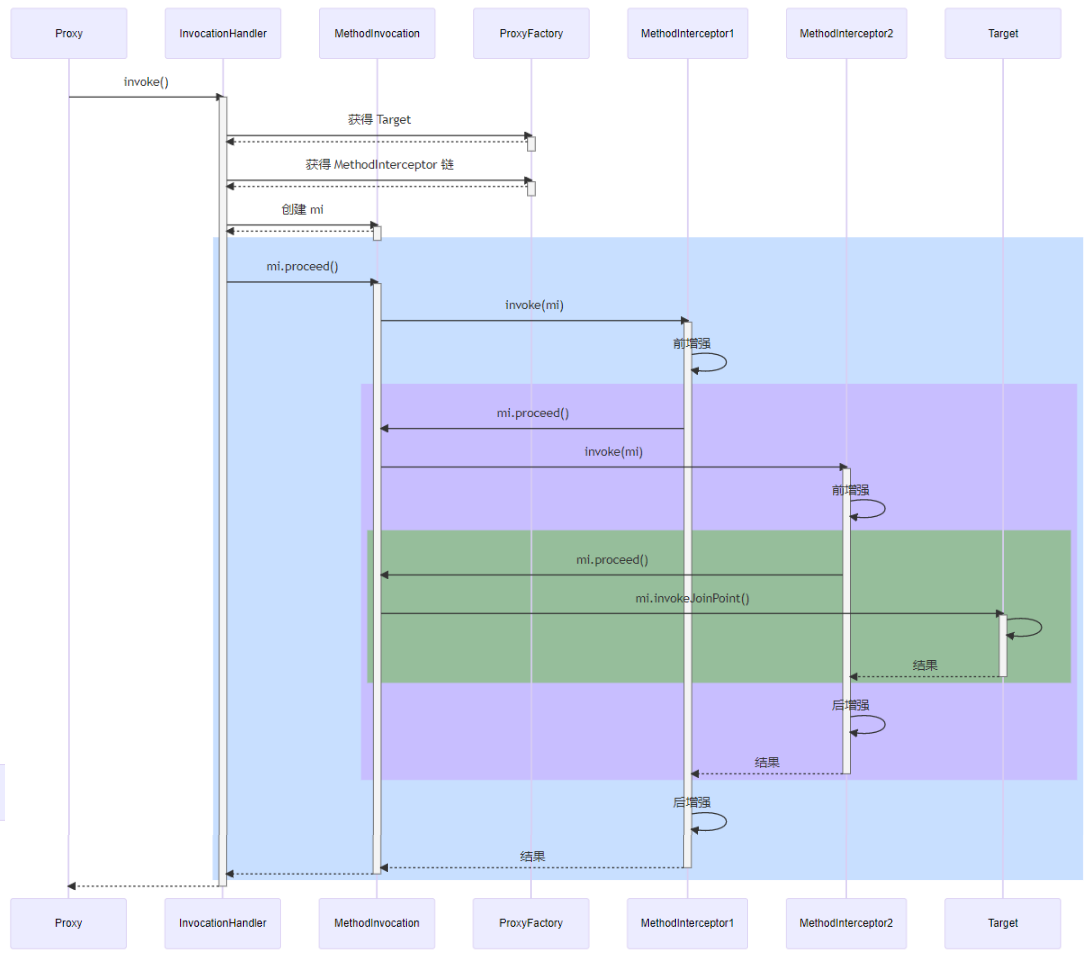 Proxy
InvocationHandler
MethodInvocation
ProxyFactory
MethodInterceptor1
MethodInterceptor2
Target
invoke()
获得 Target
获得 MethodInterceptor 链
创建 mi
mi.proceed()
invoke(mi)
前增强
mi.proceed()
invoke(mi)
前增强
mi.proceed()
mi.invokeJoinPoint()
结果
后增强
结果
后增强
结果
Proxy
InvocationHandler
MethodInvocation
ProxyFactory
MethodInterceptor1
MethodInterceptor2
Target